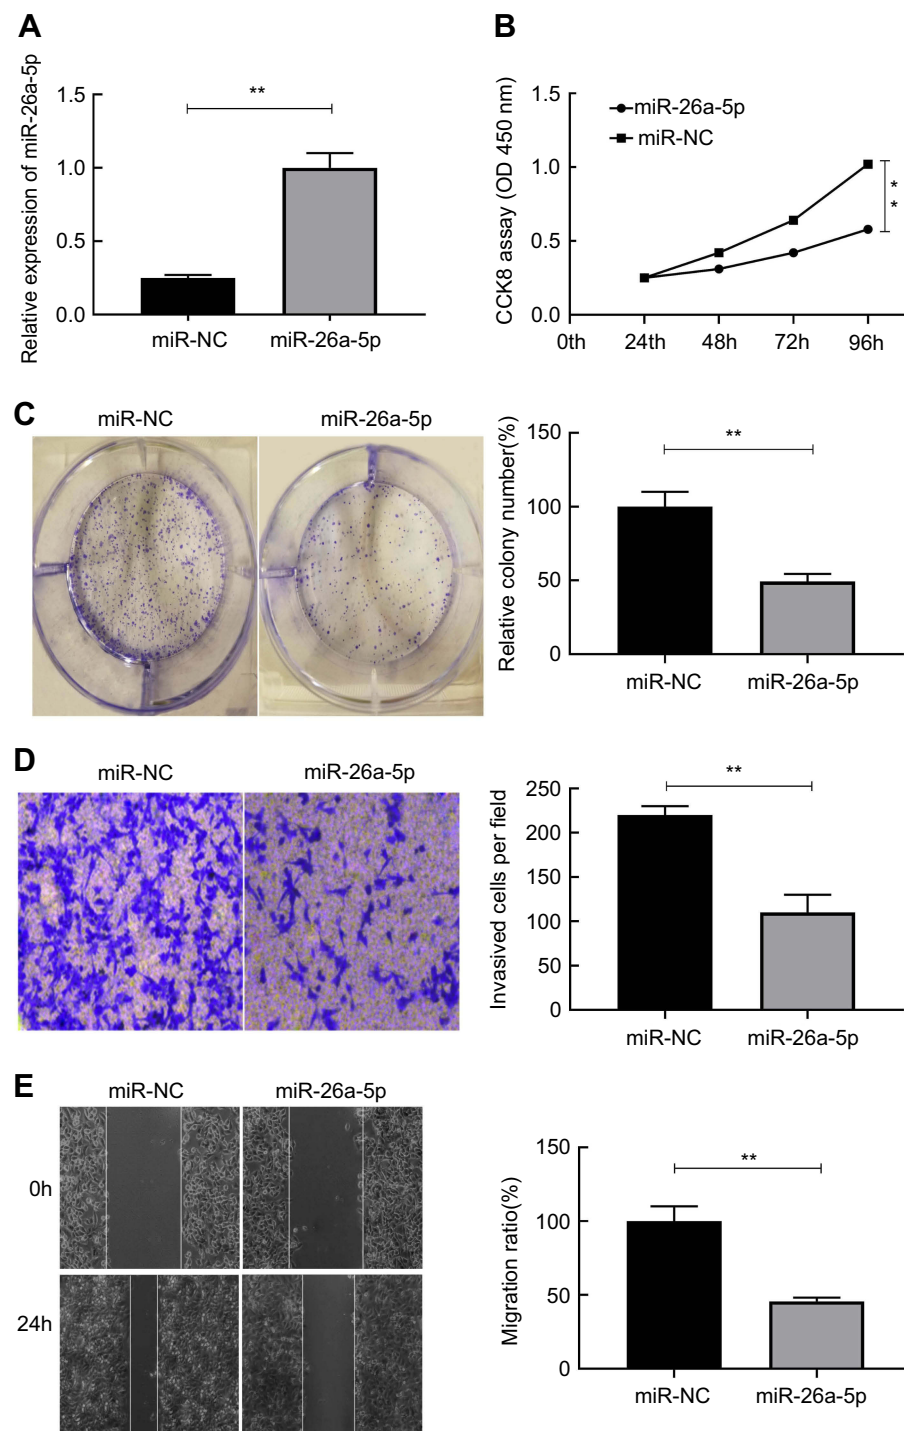 A
Relative expression of miR-26a-5p
1.5
1.0
0.5
0.0
**
miR-NC
miR-26a-5p
B
CCK8 assay (OD 450 nm)
1.5
1.0
0.5
0.0
miR-26a-5p
miR-NC
**
0th
24th
48h
72h
96h
C
miR-NC
miR-26a-5p
Relative colony number(%)
150
100
50
0
**
miR-NC
miR-26a-5p
D
miR-NC
miR-26a-5p
Invasived cells per field
250
200
150
100
50
0
**
miR-NC
miR-26a-5p
E
miR-NC
miR-26a-5p
0h
24h
Migration ratio(%)
150
100
50
0
**
miR-NC
miR-26a-5p